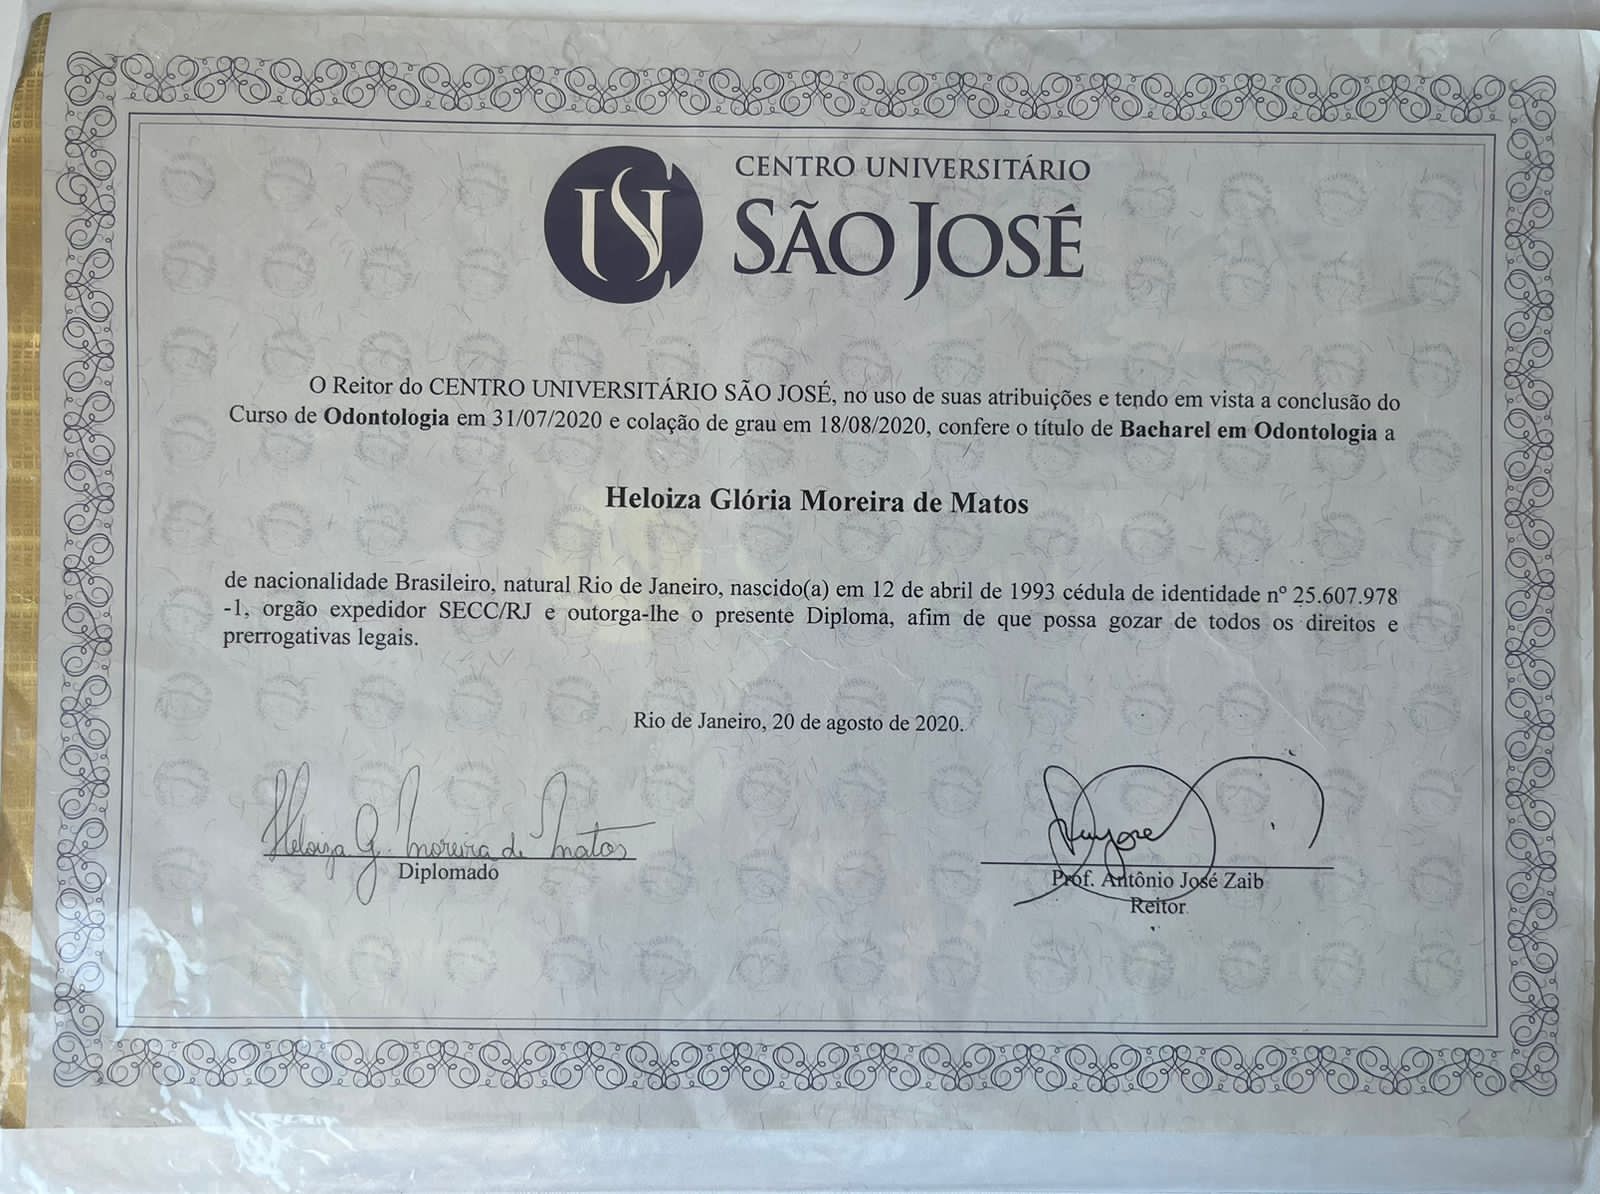 CENTRO UNIVERSITÁRIO
SÃO JOSÉ
O Reitor do CENTRO UNIVERSITÁRIO SÃO JOSÉ, no uso de suas atribuições e tendo em vista a conclusão do
Curso de Odontologia em 31/07/2020 e colação de grau em 18/08/2020, confere o título de Bacharel em Odontologia a
Heloiza Glória Moreira de Matos
de nacionalidade Brasileiro, natural Rio de Janeiro, nascido(a) em 12 de abril de 1993 cédula de identidade nº 25.607.978
-1, orgão expedidor SECC/RJ e outorga-lhe o presente Diploma, afim de que possa gozar de todos os direitos e
prerrogativas legais.
Rio de Janeiro, 20 de agosto de 2020.
Heloiza G. Moreira de Matos
Diplomado
Prof. Antônio José Zaib
Reitor